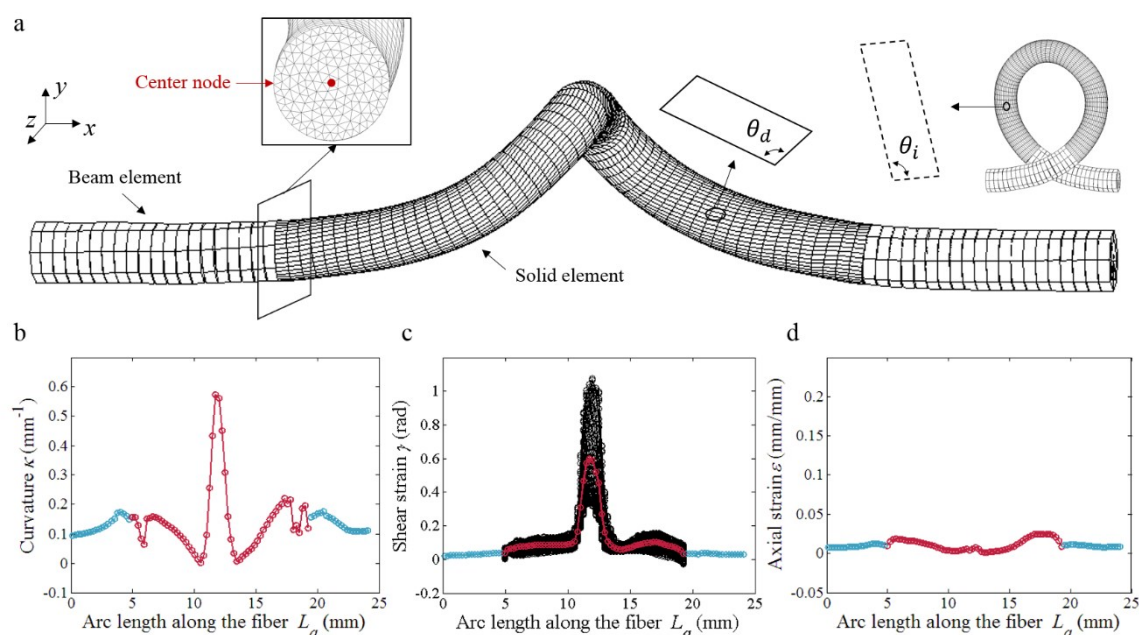 a
Center node
y
z
x
Beam element
Solid element
θd
θi
b
c
d
Curvature κ (mm-1)
0.6
0.5
0.4
0.3
0.2
0.1
0
-0.1
0 5 10 15 20 25
Arc length along the fiber La (mm)
Shear strain γ (rad)
1
0.8
0.6
0.4
0.2
0
-0.2
0 5 10 15 20 25
Arc length along the fiber La (mm)
Axial strain ε (mm/mm)
0.2
0.15
0.1
0.05
0
-0.05
0 5 10 15 20 25
Arc length along the fiber La (mm)